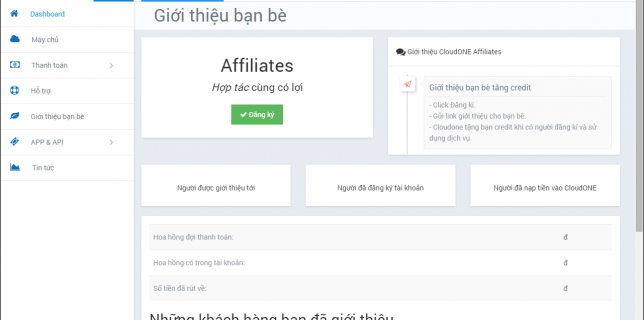 Dashboard
Máy chủ
Thanh toán
Hỗ trợ
Giới thiệu bạn bè
APP & API
Tin tức
Giới thiệu bạn bè
Affiliates
Hợp tác cùng có lợi
Đăng ký
Giới thiệu CloudONE Affiliates
Giới thiệu bạn bè tăng credit
- Click Đăng kí.
- Gửi link giới thiệu cho bạn bè.
- Cloudone tặng bạn credit khi có người đăng kí và sử
dụng dịch vụ.
Người được giới thiệu tới
Người đã đăng ký tài khoản
Người đã nạp tiền vào CloudONE
Hoa hồng đợi thanh toán: đ
Hoa hồng có trong tài khoản: đ
Số tiền đã rút về: đ
Những khách hàng bạn đã giới thiệu